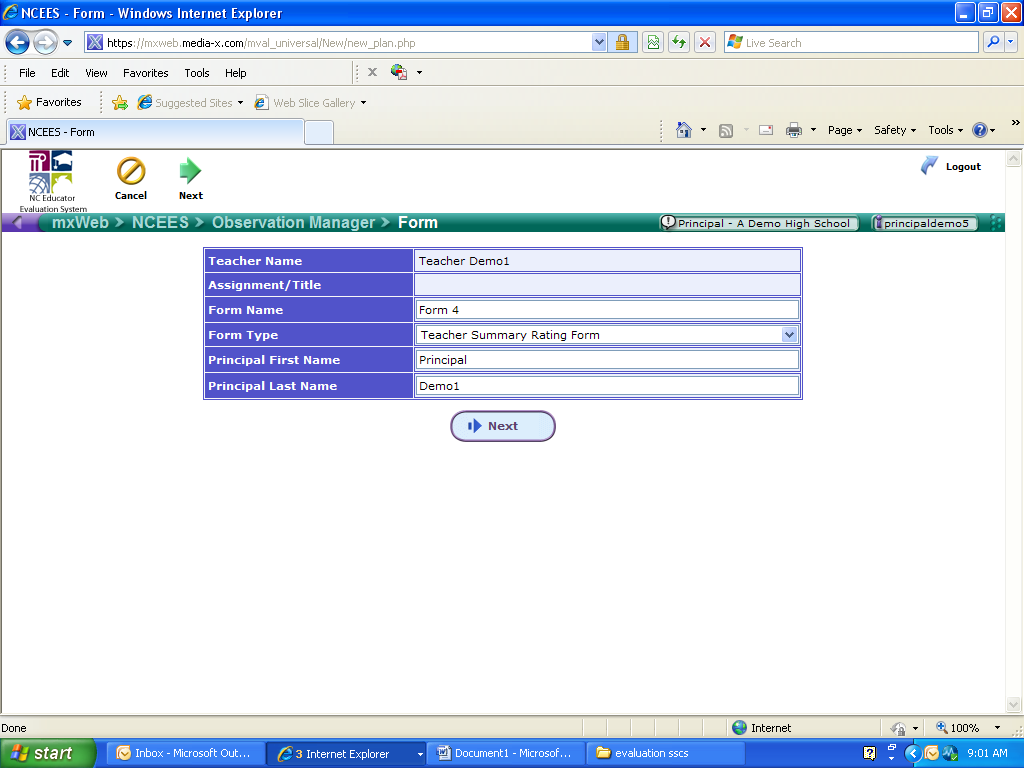 NCEES - Form - Windows Internet Explorer
https://mxweb.media-x.com/mval_universal/New/new_plan.php
Live Search
File Edit View Favorites Tools Help
Favorites Suggested Sites Web Slice Gallery
NCEES - Form
Page Safety Tools
NC Educator
Evaluation System
Cancel
Next
Logout
mxWeb > NCEES > Observation Manager > Form
Principal - A Demo High School
principaldemo5
Teacher Name Teacher Demo1
Assignment/Title
Form Name Form 4
Form Type Teacher Summary Rating Form
Principal First Name Principal
Principal Last Name Demo1
Next
Done
Internet
100%
start
Inbox - Microsoft Out...
3 Internet Explorer
Document1 - Microsof...
evaluation sscs
9:01 AM